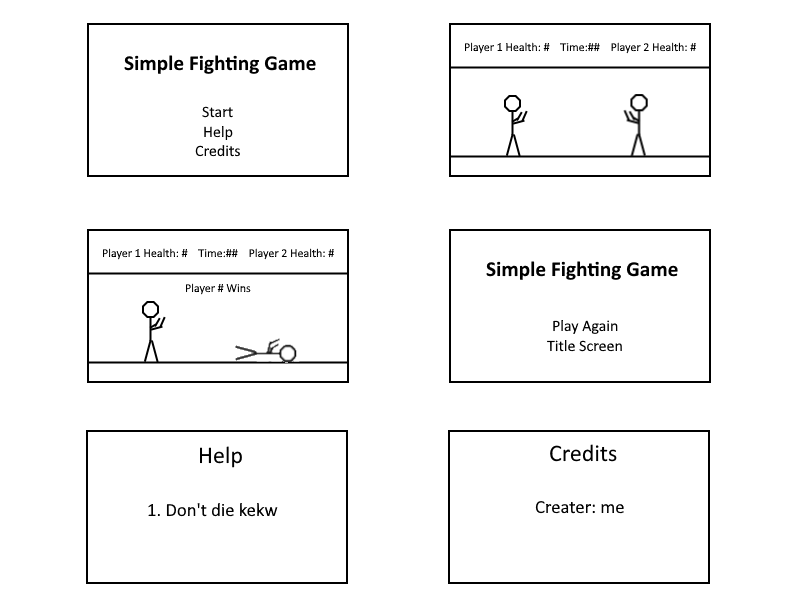 Simple Fighting Game
Start
Help
Credits
Player 1 Health: # Time:## Player 2 Health: #
Player 1 Health: # Time:## Player 2 Health: #
Player # Wins
Simple Fighting Game
Play Again
Title Screen
Help
1. Don't die kekw
Credits
Creater: me